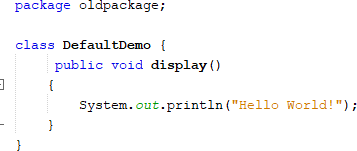 package oldpackage;
class DefaultDemo {
public void display()
{
System.out.println("Hello World!");
}
}